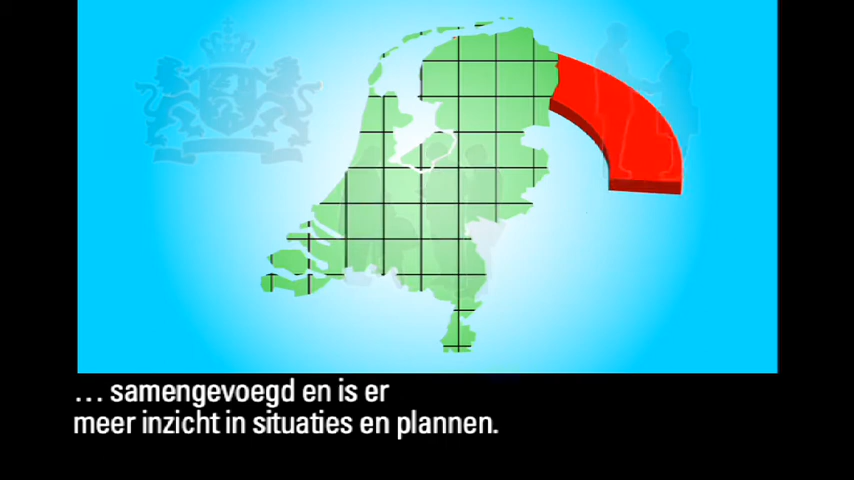 ... samengevoegd en is er
meer inzicht in situaties en plannen.